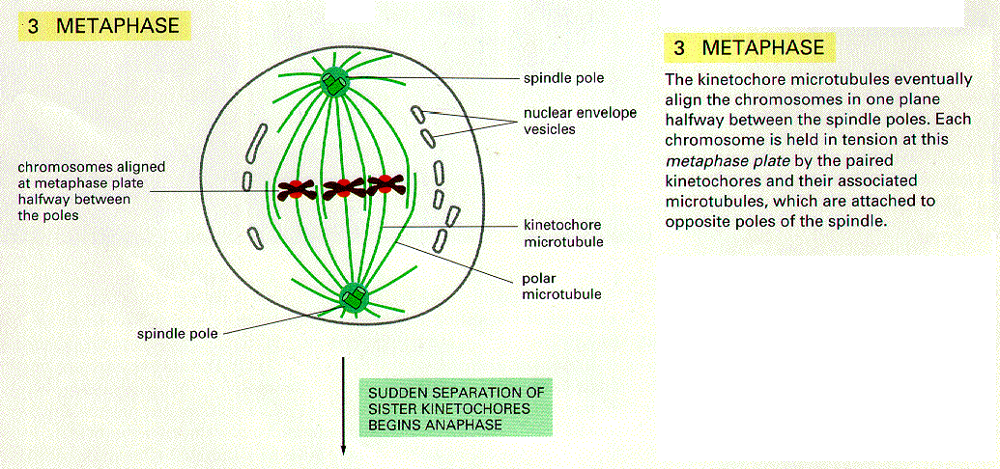 3 METAPHASE
spindle pole
nuclear envelope
vesicles
chromosomes aligned
at metaphase plate
halfway between
the poles
kinetochore
microtubule
polar
microtubule
spindle pole
SUDDEN SEPARATION OF
SISTER KINETOCHORES
BEGINS ANAPHASE
3 METAPHASE
The kinetochore microtubules eventually
align the chromosomes in one plane
halfway between the spindle poles. Each
chromosome is held in tension at this
metaphase plate by the paired
kinetochores and their associated
microtubules, which are attached to
opposite poles of the spindle.